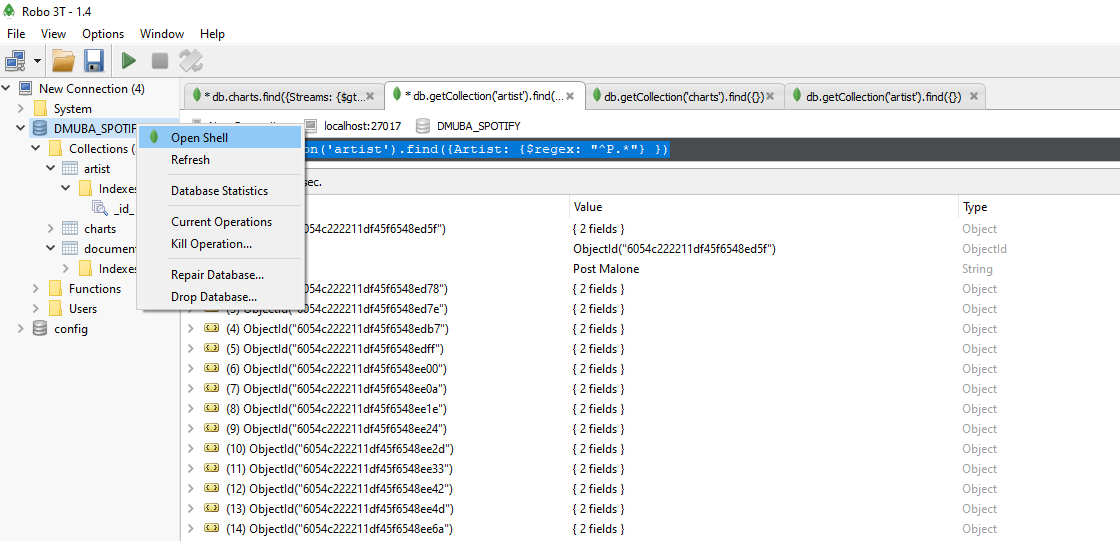 Robo 3T - 1.4
File View Options Window Help
New Connection (4)
System
DMUBA_SPOTIF
Collections (
artist
Indexes
_id_
charts
document
Indexes
Functions
Users
config
* db.charts.find({Streams: {$gt...
* db.getCollection('artist').find(...
db.getCollection('charts').find({})
db.getCollection('artist').find({})
localhost:27017
DMUBA_SPOTIFY
Open Shell
Refresh
Database Statistics
Current Operations
Kill Operation...
Repair Database...
Drop Database...
on('artist').find({Artist: {$regex: "^P.*"} })
sec.
Value Type
54c222211df45f6548ed5f") { 2 fields } Object
ObjectId("6054c222211df45f6548ed5f") ObjectId
Post Malone String
54c222211df45f6548ed78") { 2 fields } Object
(3) ObjectId("6054c222211df45f6548ed7e") { 2 fields } Object
(4) ObjectId("6054c222211df45f6548edb7") { 2 fields } Object
(5) ObjectId("6054c222211df45f6548edff") { 2 fields } Object
(6) ObjectId("6054c222211df45f6548ee00") { 2 fields } Object
(7) ObjectId("6054c222211df45f6548ee0a") { 2 fields } Object
(8) ObjectId("6054c222211df45f6548ee1e") { 2 fields } Object
(9) ObjectId("6054c222211df45f6548ee24") { 2 fields } Object
(10) ObjectId("6054c222211df45f6548ee2d") { 2 fields } Object
(11) ObjectId("6054c222211df45f6548ee33") { 2 fields } Object
(12) ObjectId("6054c222211df45f6548ee42") { 2 fields } Object
(13) ObjectId("6054c222211df45f6548ee4d") { 2 fields } Object
(14) ObjectId("6054c222211df45f6548ee6a") { 2 fields } Object